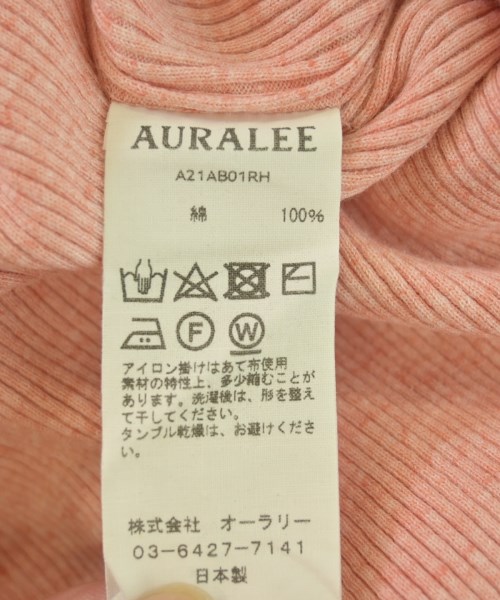 AURALEE
A21AB01RH
綿 100%
F W
アイロン掛けはあて布使用
素材の特性上、多少縮むことが
あります。洗濯後は、形を整え
て干してください。
タンブル乾燥は、お避けくださ
い。
株式会社 オーラリー
03-6427-7141
日本製